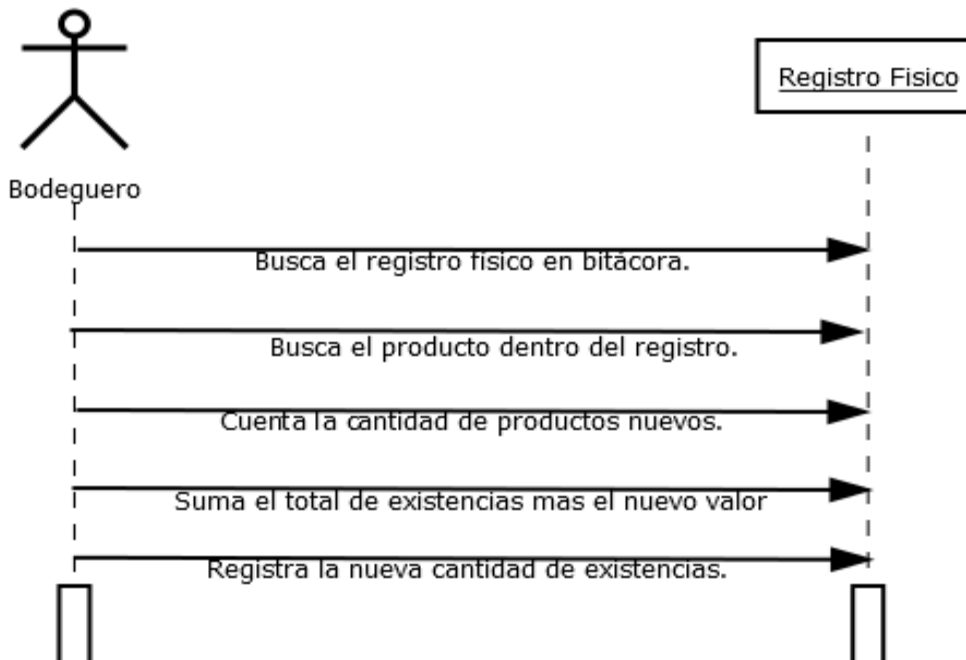 Registro Fisico
Bodeguero
Busca el registro físico en bitácora.
Busca el producto dentro del registro.
Cuenta la cantidad de productos nuevos.
Suma el total de existencias mas el nuevo valor
Registra la nueva cantidad de existencias.